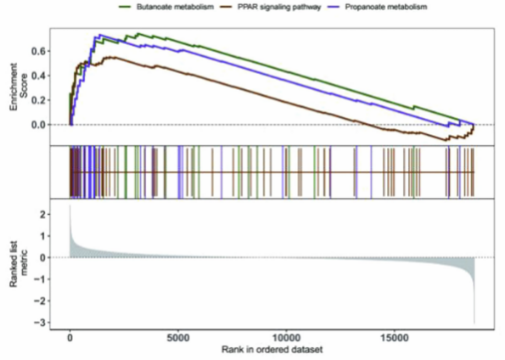 Butanoate metabolism PPAR signaling pathway Propanoate metabolism
Enrichment
Score
0.6
0.4
0.2
0.0
Ranked list
metric
2
1
0
−1
−2
−3
0 5000 10000 15000
Rank in ordered dataset